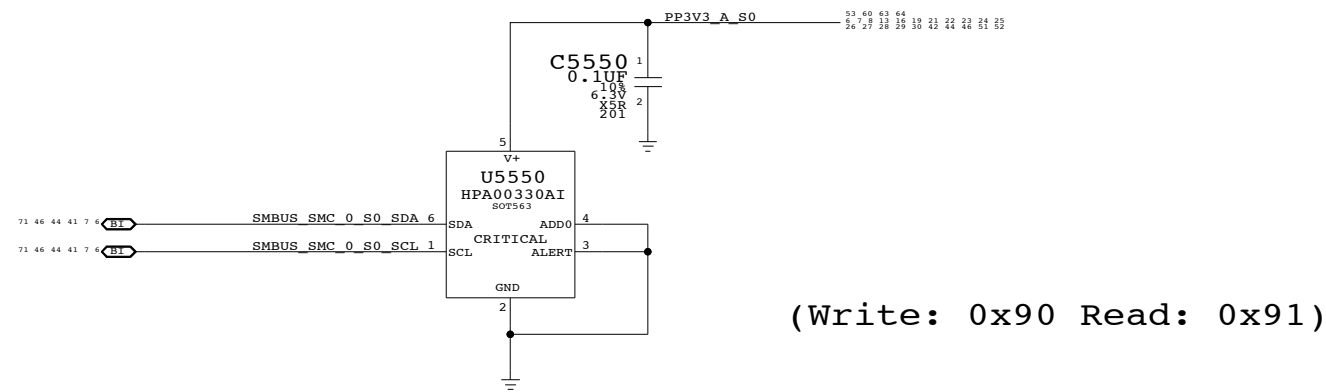 PP3V3_A_S0
53 60 63 64
6 7 8 13 16 19 21 22 23 24 25
26 27 28 29 30 42 44 46 51 52
C5550
1
0.1UF
10%
6.3V
X5R
201
2
5
V+
U5550
HPA00330AI
SOT563
71 46 44 41 7 6 BI SMBUS_SMC_0_S0_SDA 6 SDA ADD0 4
CRITICAL
71 46 44 41 7 6 BI SMBUS_SMC_0_S0_SCL 1 SCL ALERT 3
GND
2
(Write: 0x90 Read: 0x91)